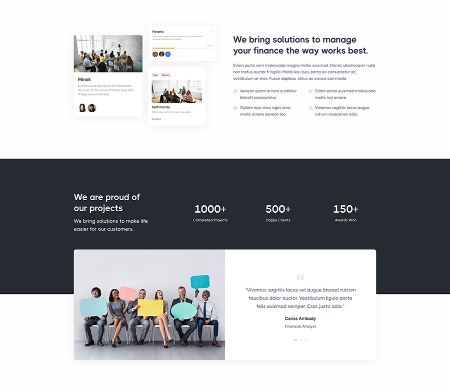 Panama
Minsk
Kathmandu
We bring solutions to manage
your finance the way works best.
Etiam porta sem malesuada magna mollis euismod. Donec ullamcorper nulla
non metus auctor fringilla. Morbi leo risus, porta ac consectetur ac,
vestibulum at eros. Fusce dapibus, tellus ac cursus commodo.
Aenean quam ornare curabitur
blandit consectetur.
Etiam porta euismod malesuada
mollis nisl ornare.
Nullam quis risus eget urna
mollis ornare aenean leo.
Vivamus sagittis lacus augue
laoreet maecenas odio.
We are proud of
our projects
We bring solutions to make life
easier for our customers.
1000+
Completed Projects
500+
Happy Clients
150+
Awards Won
“
"Vivamus sagittis lacus vel augue laoreet rutrum
faucibus dolor auctor. Vestibulum ligula porta
felis euismod semper. Cras justo odio."
Coriss Ambady
Financial Analyst